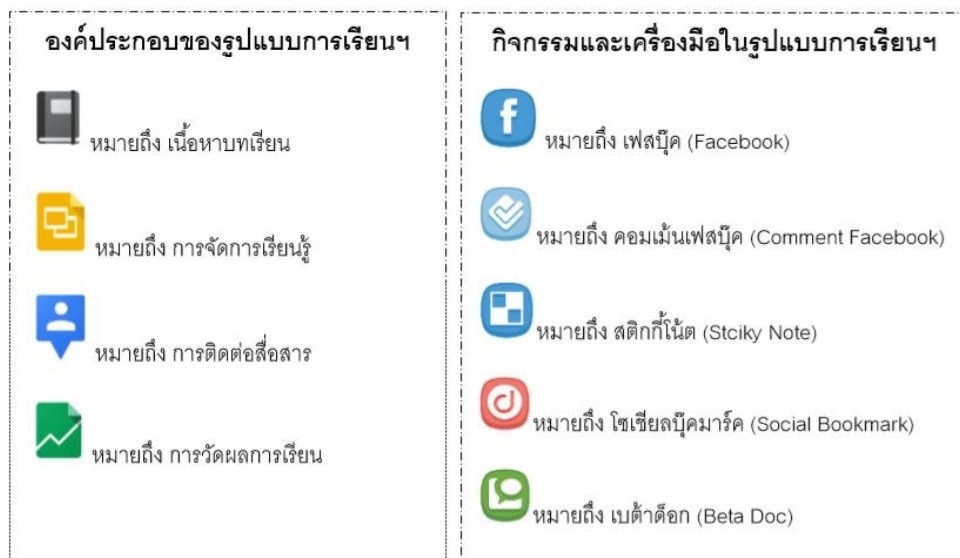 องค์ประกอบของรูปแบบการเรียนฯ
หมายถึง เนื้อหาบทเรียน
หมายถึง การจัดการเรียนรู้
หมายถึง การติดต่อสื่อสาร
หมายถึง การวัดผลการเรียน
กิจกรรมและเครื่องมือในรูปแบบการเรียนฯ
หมายถึง เฟสบุ๊ค (Facebook)
หมายถึง คอมเม้นเฟสบุ๊ค (Comment Facebook)
หมายถึง สติกกี้โน้ต (Stciky Note)
หมายถึง โซเชียลบุ๊คมาร์ค (Social Bookmark)
หมายถึง เบต้าด็อก (Beta Doc)